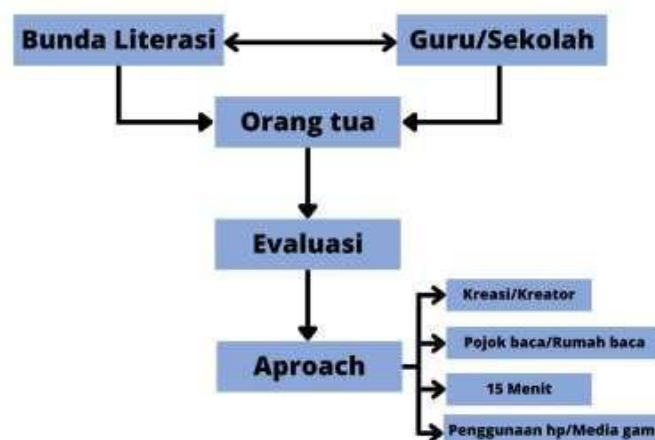 Bunda Literasi
Guru/Sekolah
Orang tua
Evaluasi
Aproach
Kreasi/Kreator
Pojok baca/Rumah baca
15 Menit
Penggunaan hp/Media gam